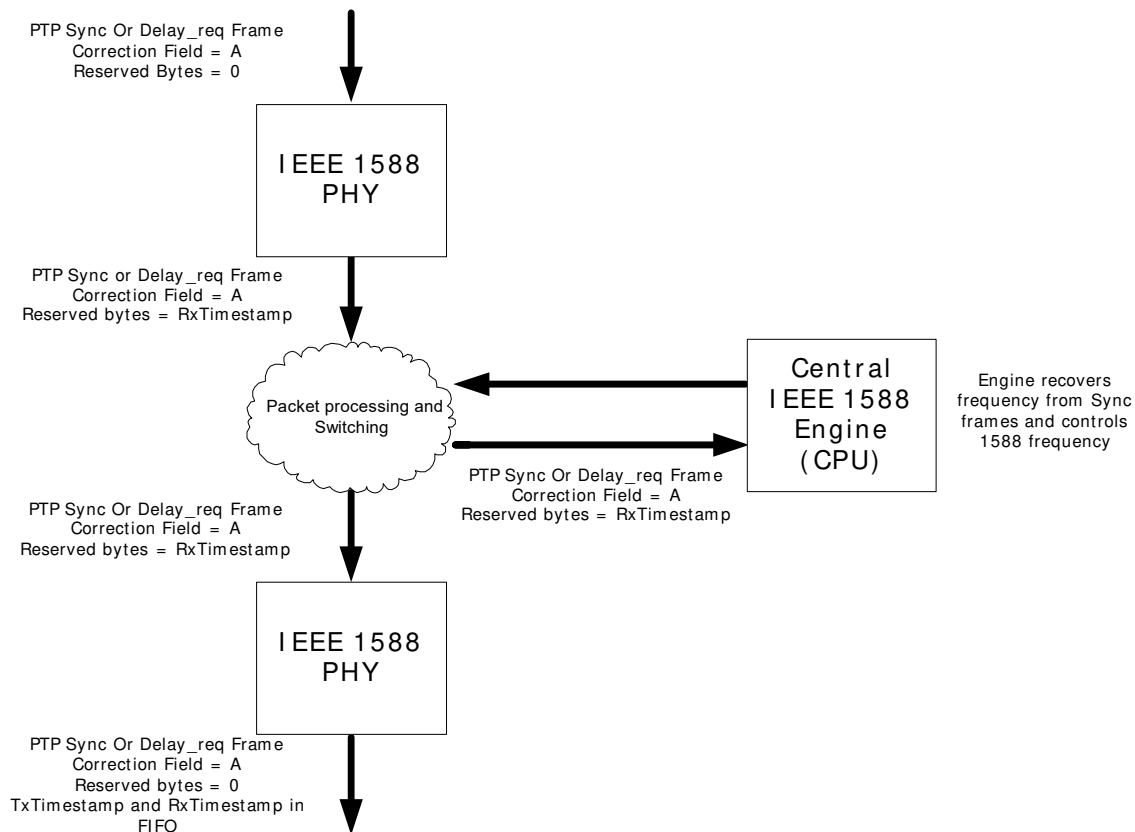 PTP Sync Or Delay_req Frame
Correction Field = A
Reserved Bytes = 0
IEEE 1588
PHY
PTP Sync or Delay_req Frame
Correction Field = A
Reserved bytes = RxTimestamp
Packet processing and
Switching
Central
IEEE 1588
Engine
(CPU)
Engine recovers
frequency from Sync
frames and controls
1588 frequency
PTP Sync Or Delay_req Frame
Correction Field = A
Reserved bytes = RxTimestamp
PTP Sync Or Delay_req Frame
Correction Field = A
Reserved bytes = RxTimestamp
IEEE 1588
PHY
PTP Sync Or Delay_req Frame
Correction Field = A
Reserved bytes = 0
TxTimestamp and RxTimestamp in
FIFO